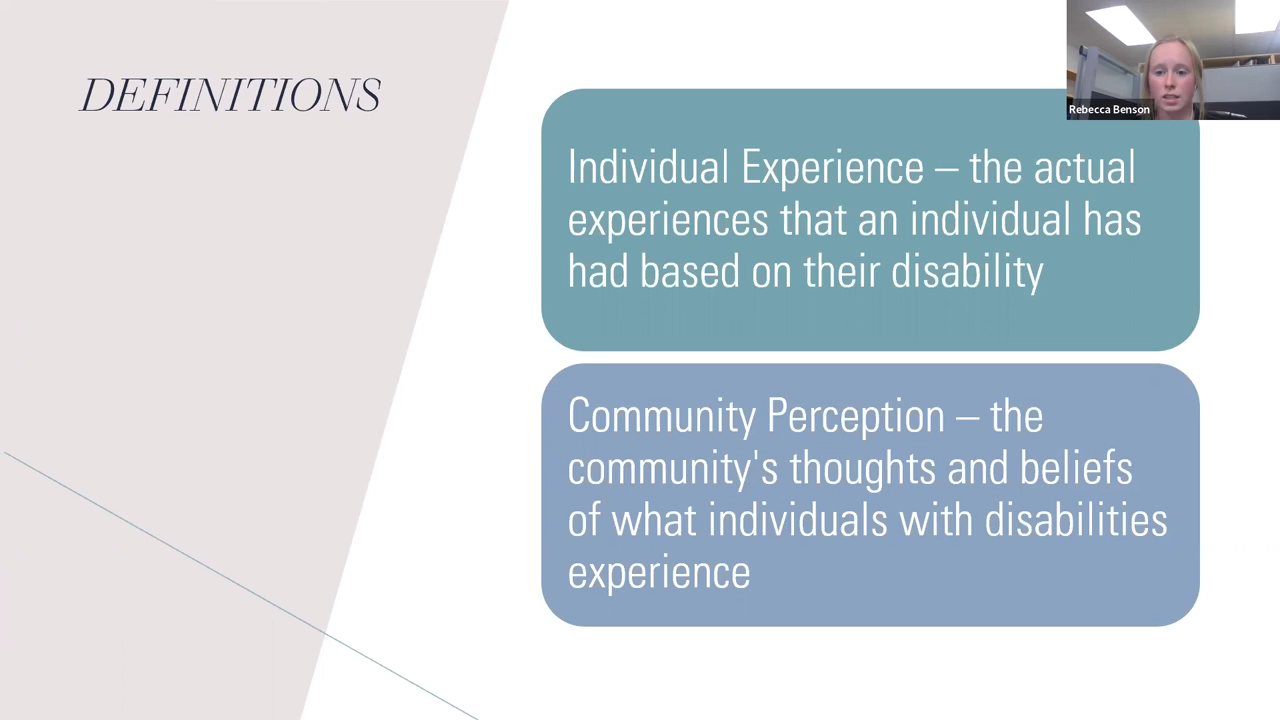 DEFINITIONS
Rebecca Benson
Individual Experience – the actual
experiences that an individual has
had based on their disability
Community Perception – the
community's thoughts and beliefs
of what individuals with disabilities
experience